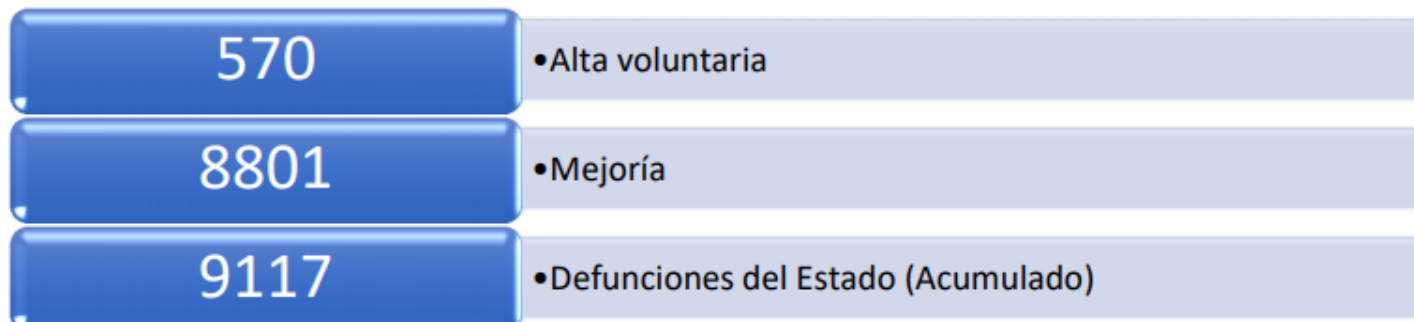 570
•Alta voluntaria
8801
•Mejoría
9117
•Defunciones del Estado (Acumulado)